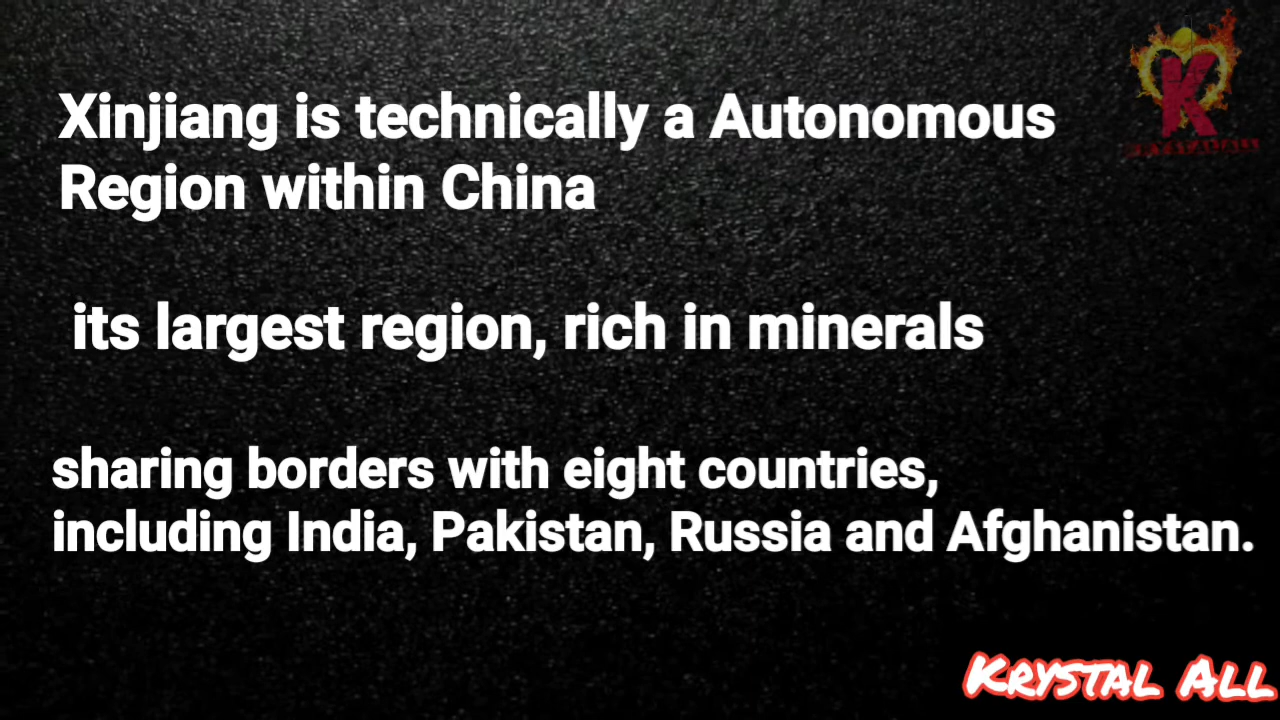 Xinjiang is technically a Autonomous
Region within China
its largest region, rich in minerals
sharing borders with eight countries,
including India, Pakistan, Russia and Afghanistan.
K
KRYSTAL ALL